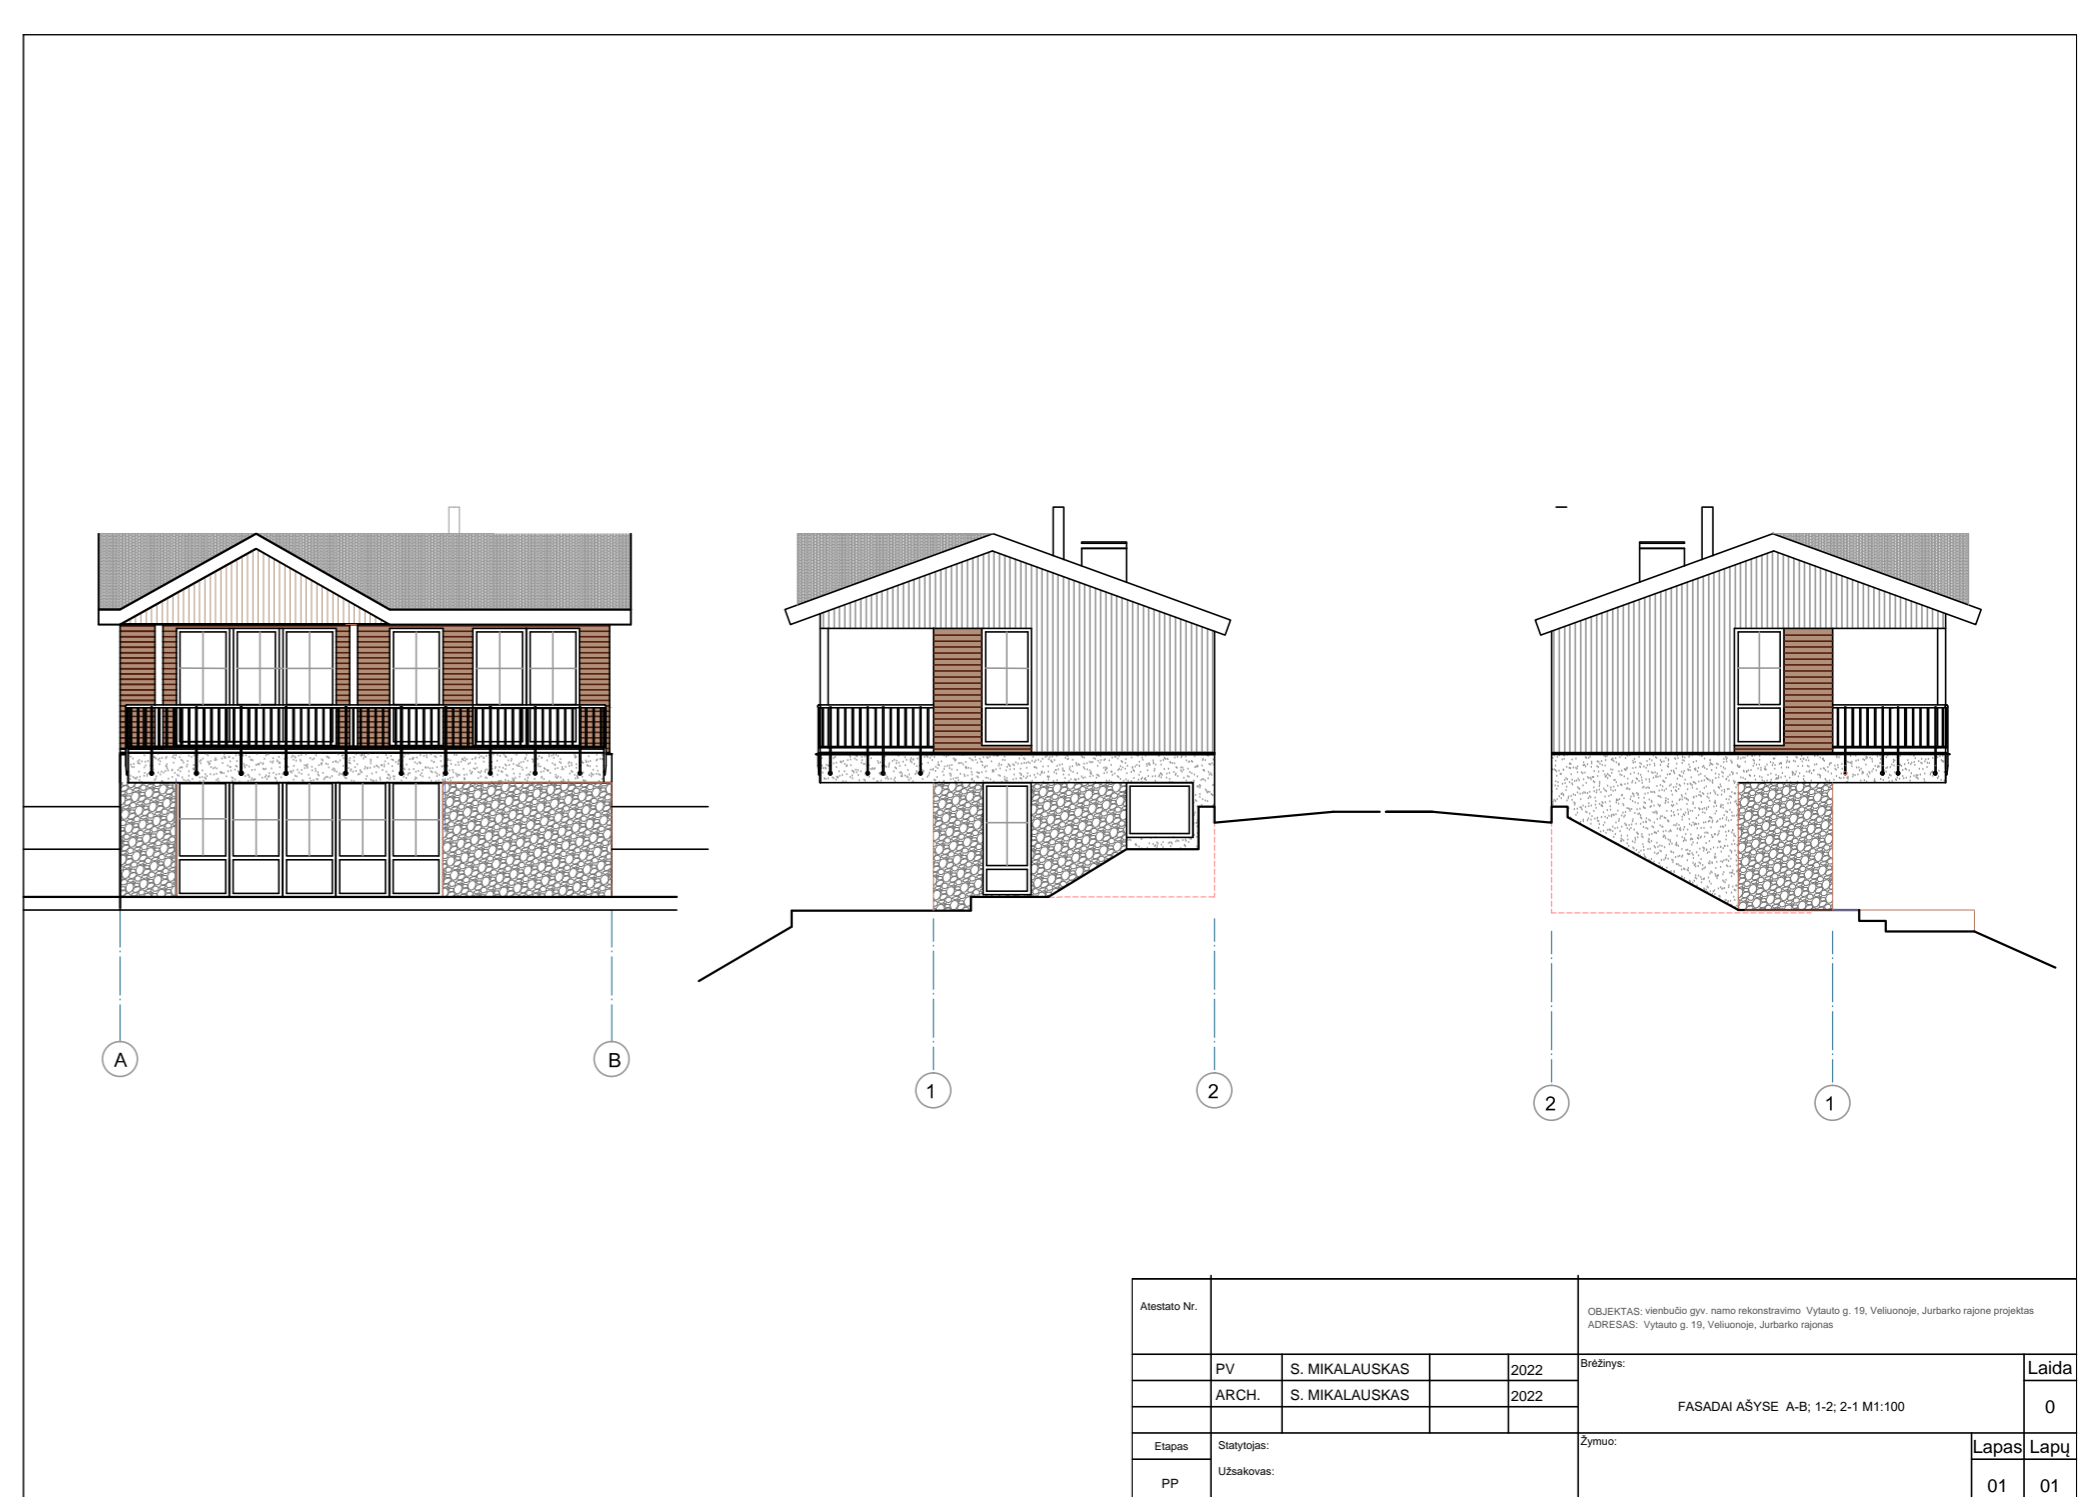 A
B
1
2
2
1
Atestato Nr.
OBJEKTAS: vienbučio gyv. namo rekonstravimo Vytauto g. 19, Veliuonoje, Jurbarko rajone projektas
ADRESAS: Vytauto g. 19, Veliuonoje, Jurbarko rajonas
PV S. MIKALAUSKAS 2022
Brėžinys:
Laida
ARCH. S. MIKALAUSKAS 2022
FASADAI AŠYSE A-B; 1-2; 2-1 M1:100
0
Etapas
Statytojas:
Žymuo:
Lapas Lapų
Užsakovas:
PP
01 01